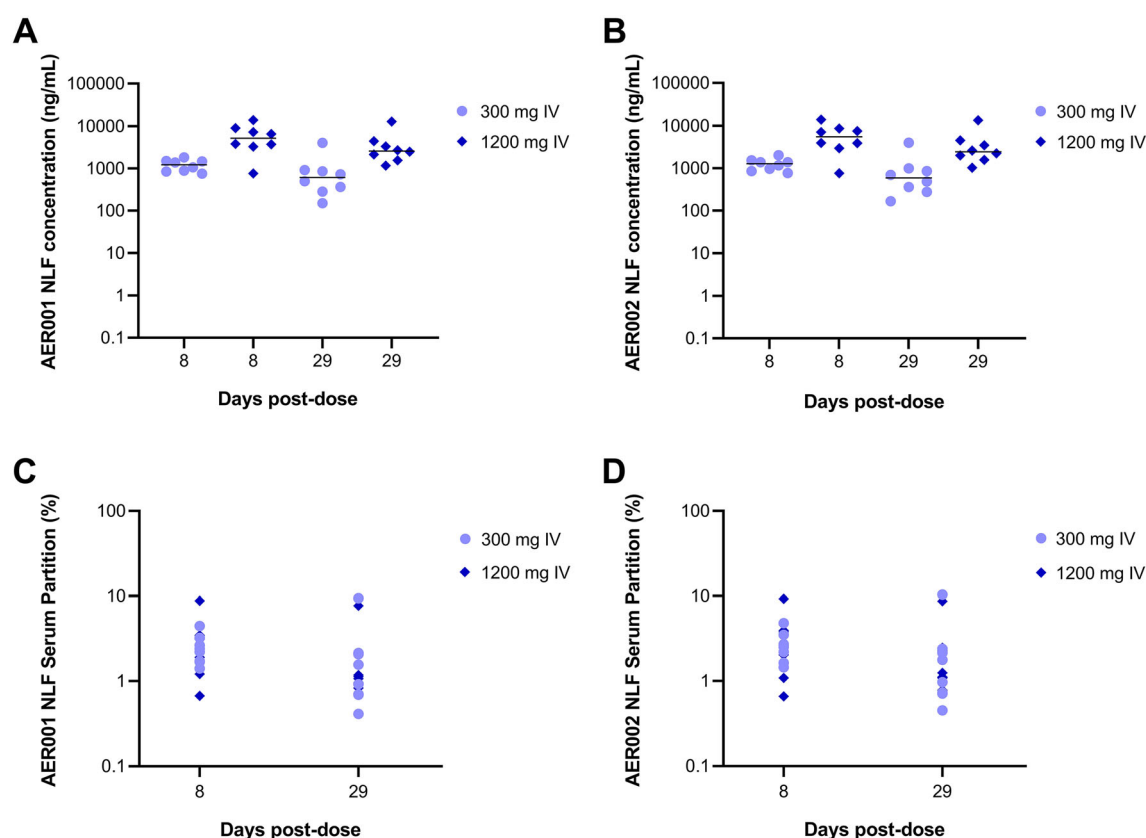 A
AER001 NLF concentration (ng/mL)
100000
10000
1000
100
10
1
0.1
8
8
29
29
Days post-dose
300 mg IV
1200 mg IV
B
AER002 NLF concentration (ng/mL)
100000
10000
1000
100
10
1
0.1
8
8
29
29
Days post-dose
300 mg IV
1200 mg IV
C
AER001 NLF Serum Partition (%)
100
10
1
0.1
8
29
Days post-dose
300 mg IV
1200 mg IV
D
AER002 NLF Serum Partition (%)
100
10
1
0.1
8
29
Days post-dose
300 mg IV
1200 mg IV